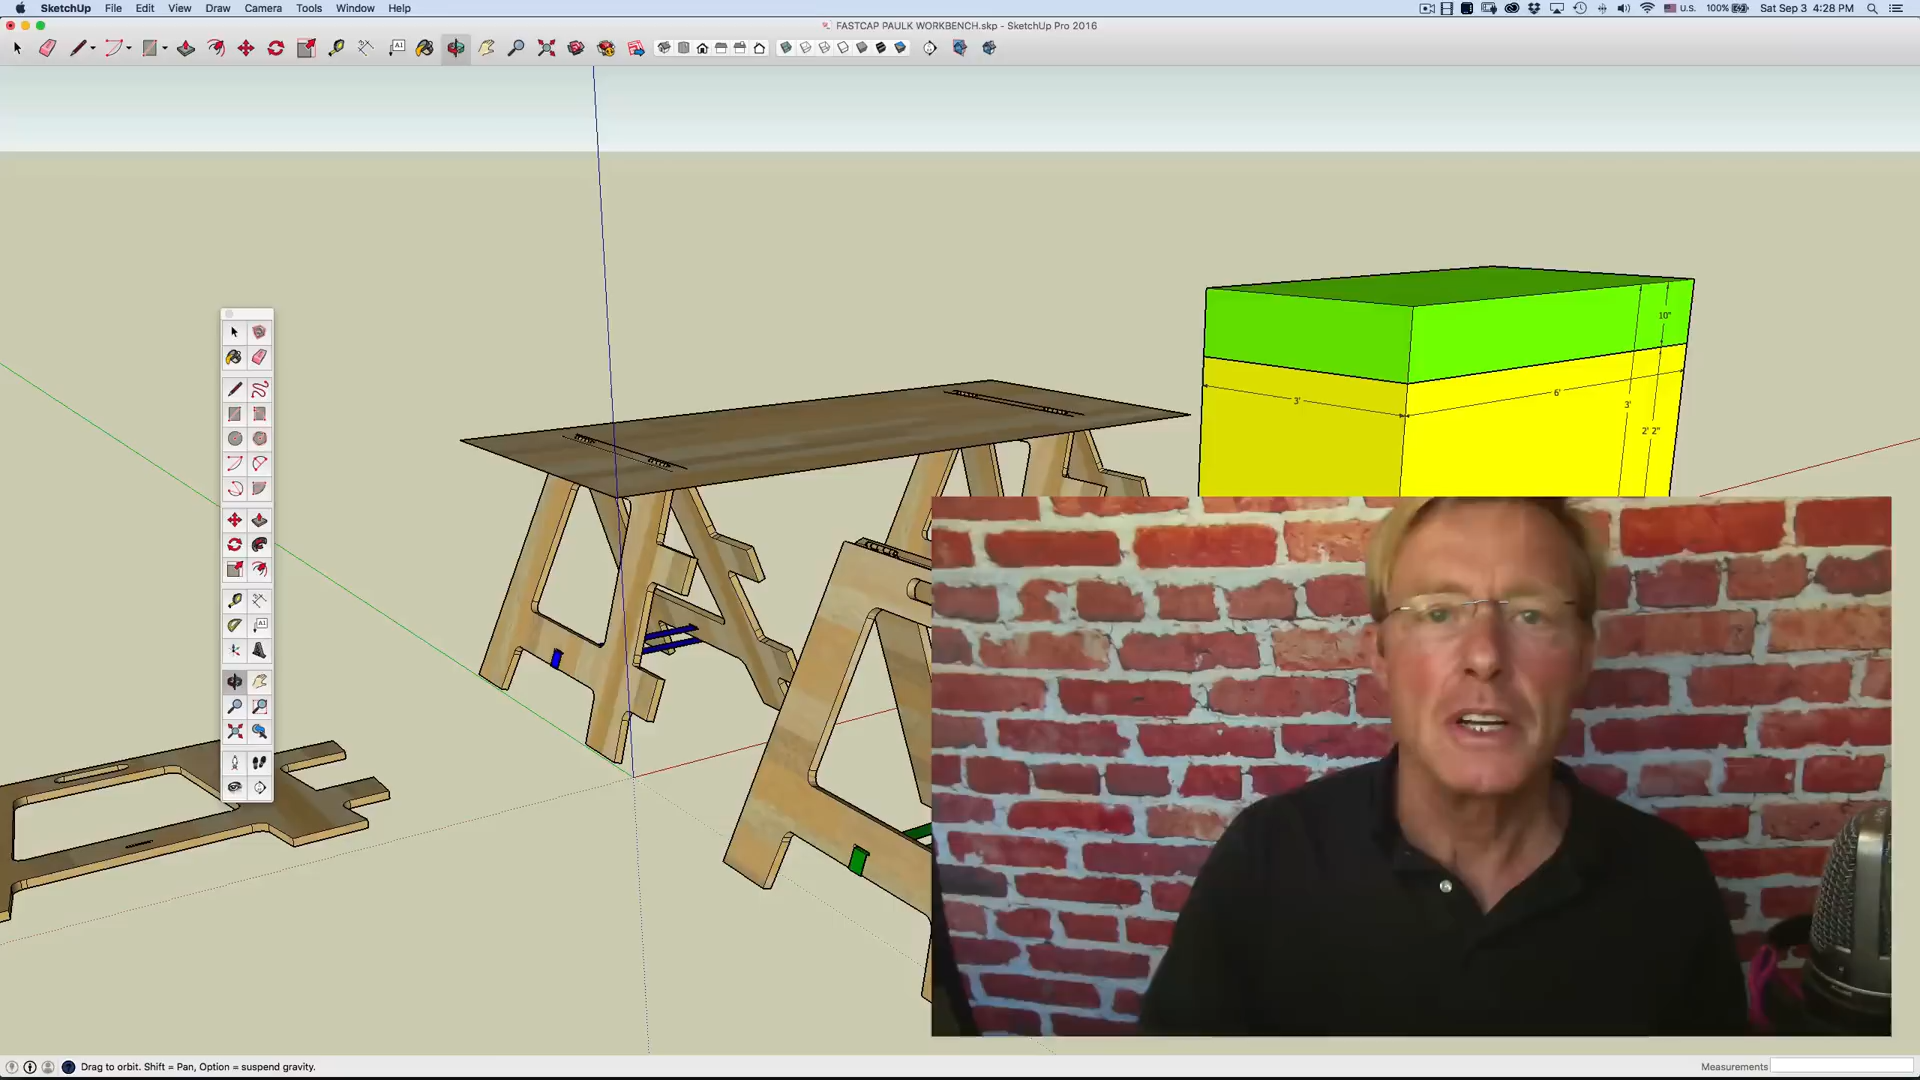 SketchUp File Edit View Draw Camera Tools Window Help U.S. 100% Sat Sep 3 4:28 PM
FASTCAP PAULK WORKBENCH.skp - SketchUp Pro 2016
A1
10"
6'
3'
3'
2' 2"
A1
Drag to orbit. Shift = Pan, Option = suspend gravity.
Measurements